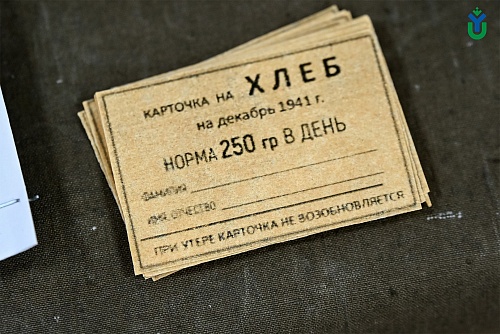 КАРТОЧКА НА ХЛЕБ
на декабрь 1941 г.
НОРМА 250 гр В ДЕНЬ
ФАМИЛИЯ
ИМЯ, ОТЧЕСТВО
ПРИ УТЕРЕ КАРТОЧКА НЕ ВОЗОБНОВЛЯЕТСЯ